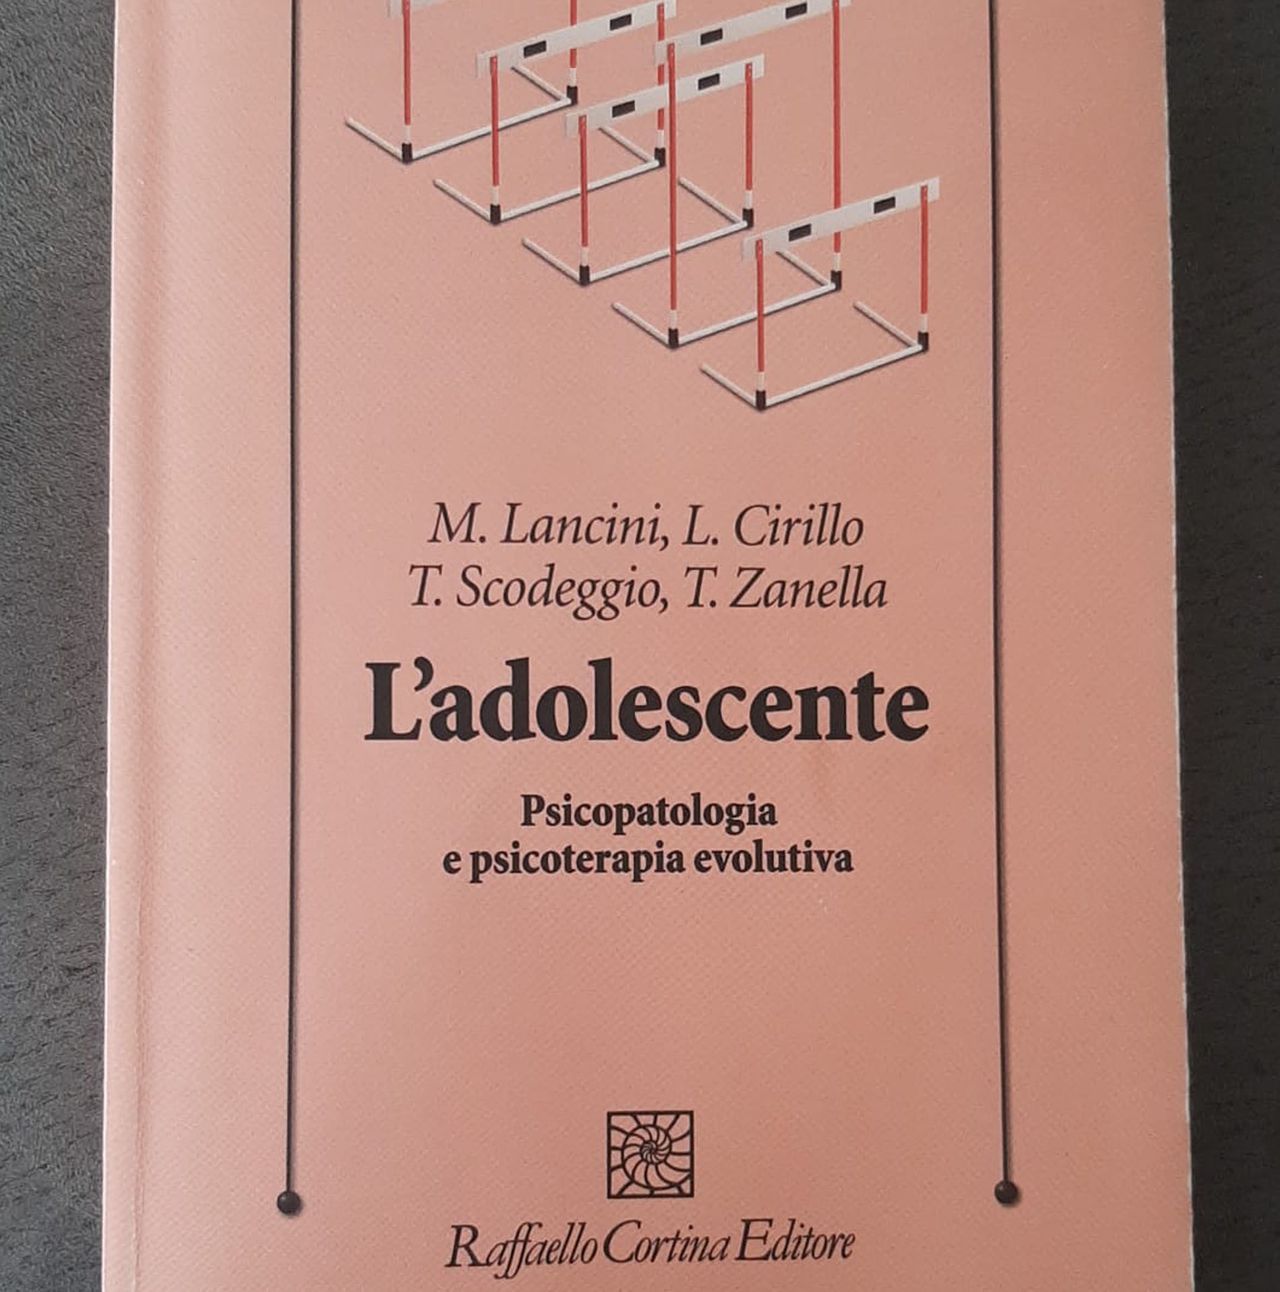 M. Lancini, L. Cirillo
T. Scodeggio, T. Zanella
L’adolescente
Psicopatologia
e psicoterapia evolutiva
Raffaello Cortina Editore